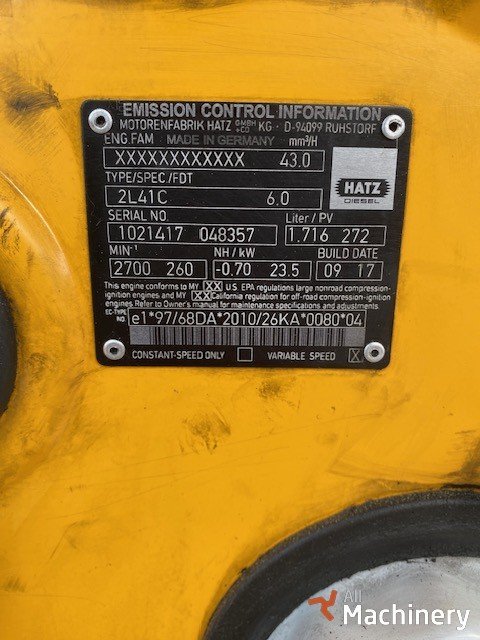 EMISSION CONTROL INFORMATION
MOTORENFABRIK HATZ GMBH +CO KG · D-94099 RUHSTORF
ENG.FAM MADE IN GERMANY mm³/H
XXXXXXXXXXXX 43.0
TYPE/SPEC/FDT
2L41C 6.0
HATZ
DIESEL
SERIAL NO. Liter / PV
1021417 048357 1.716 272
MIN⁻¹ NH / kW BUILD DATE
2700 260 -0.70 23.5 09 17
This engine conforms to MY XX U.S. EPA regulations large nonroad compression-
ignition engines and MY XX California regulation for off-road compression-ignition
engines. Refer to Owner's manual for maintenance specifications and adjustments.
EC-TYPE NO. e1*97/68DA*2010/26KA*0080*04
CONSTANT-SPEED ONLY VARIABLE SPEED X
All
Machinery